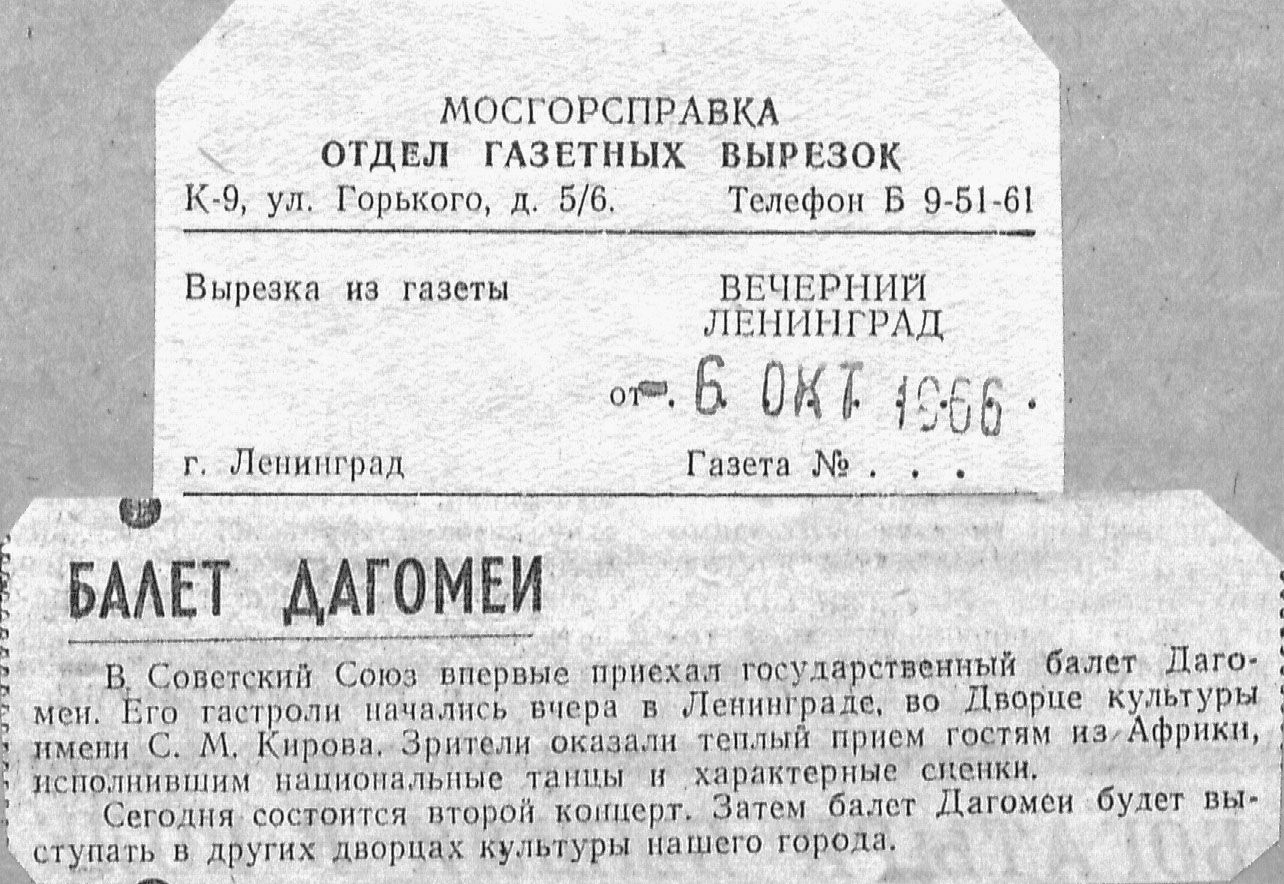 МОСГОРСПРАВКА
ОТДЕЛ ГАЗЕТНЫХ ВЫРЕЗОК
К-9, ул. Горького, д. 5/6. Телефон Б 9-51-61
Вырезка из газеты
ВЕЧЕРНИЙ
ЛЕНИНГРАД
от - 6 ОКТ 1966
г. Ленинград Газета № . . .
БАЛЕТ ДАГОМЕИ
В Советский Союз впервые приехал государственный балет Даго-
меи. Его гастроли начались вчера в Ленинграде, во Дворце культуры
имени С. М. Кирова. Зрители оказали теплый прием гостям из Африки,
исполнившим национальные танцы и характерные сценки.
Сегодня состоится второй концерт. Затем балет Дагомеи будет вы-
ступать в других дворцах культуры нашего города.